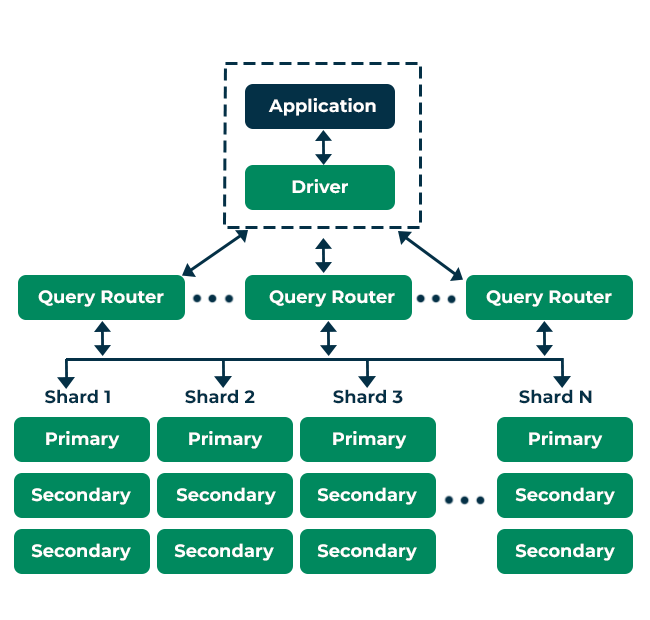 Application
Driver
Query Router
Query Router
Query Router
Shard 1
Shard 2
Shard 3
Shard N
Primary
Primary
Primary
Primary
Secondary
Secondary
Secondary
Secondary
Secondary
Secondary
Secondary
Secondary